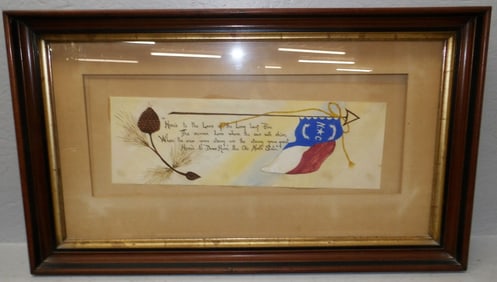 "Here's to the Land of the Long Leaf Pine
The summer land where the sun doth shine,
Where the weak grow strong and the strong grow great
Here's to "Down Home" the Old North State!
N★C